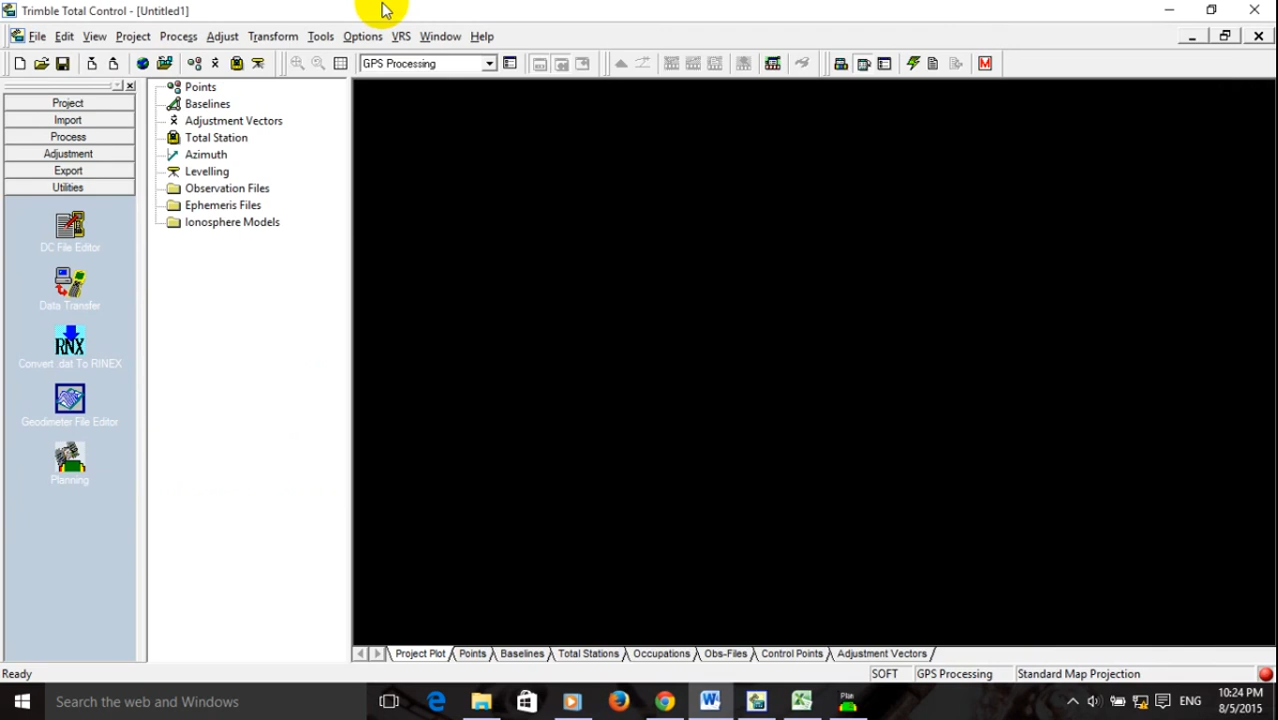 Trimble Total Control - [Untitled1]
File Edit View Project Process Adjust Transform Tools Options VRS Window Help
GPS Processing
M
Project
Import
Process
Adjustment
Export
Utilities
DC File Editor
Data Transfer
RNX
Convert .dat To RINEX
Geodimeter File Editor
Planning
Points
Baselines
Adjustment Vectors
Total Station
Azimuth
Levelling
Observation Files
Ephemeris Files
Ionosphere Models
Project Plot Points Baselines Total Stations Occupations Obs-Files Control Points Adjustment Vectors
Ready SOFT GPS Processing Standard Map Projection
Search the web and Windows
Plan
ENG
10:24 PM
8/5/2015